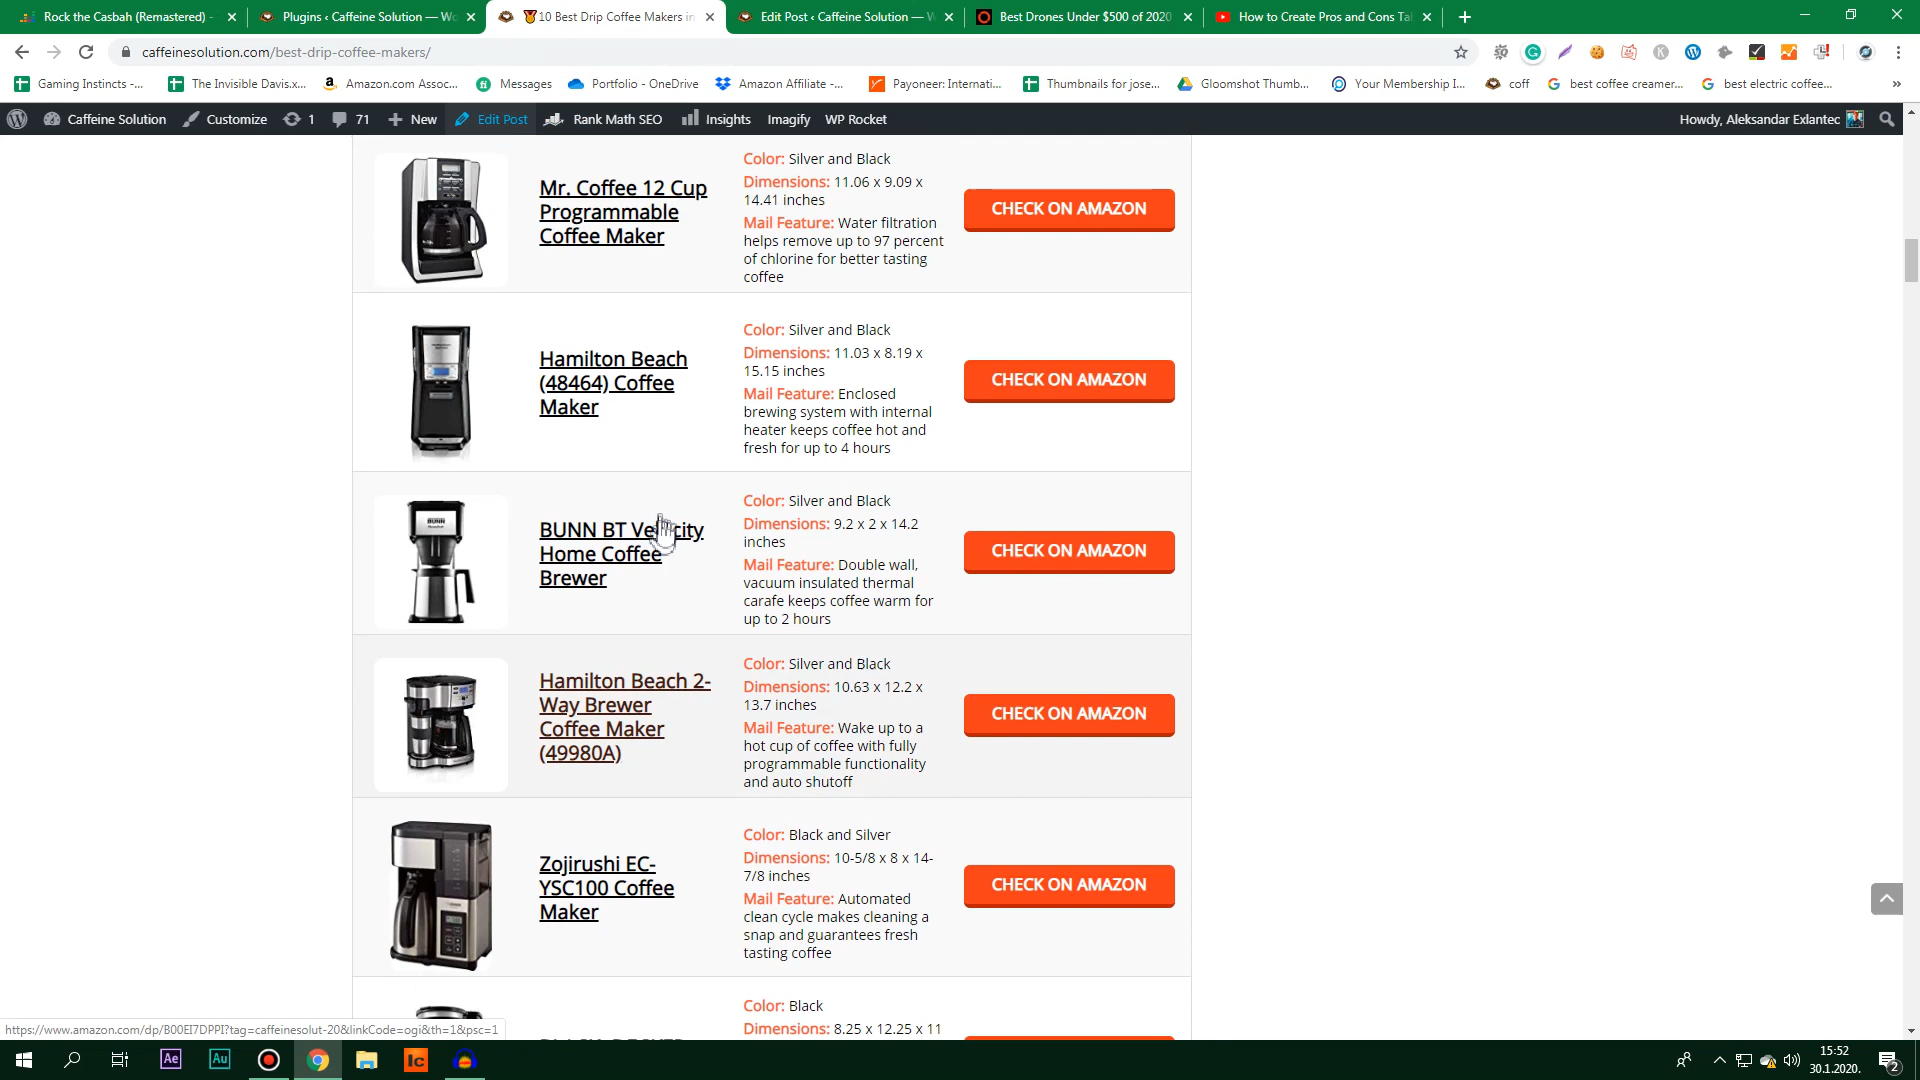 Rock the Casbah (Remastered) -
Plugins ‹ Caffeine Solution — Wo
10 Best Drip Coffee Makers in
Edit Post ‹ Caffeine Solution — W
Best Drones Under $500 of 2020
How to Create Pros and Cons Tal
caffeinesolution.com/best-drip-coffee-makers/
Gaming Instincts -...
The Invisible Davis.x...
Amazon.com Assoc...
Messages
Portfolio - OneDrive
Amazon Affiliate -...
Payoneer: Internati...
Thumbnails for jose...
Gloomshot Thumb...
Your Membership I...
coff
best coffee creamer...
best electric coffee...
»
Caffeine Solution
Customize
1
71
New
Edit Post
Rank Math SEO
Insights
Imagify
WP Rocket
Howdy, Aleksandar Exlantec
Mr. Coffee 12 Cup
Programmable
Coffee Maker
Color: Silver and Black
Dimensions: 11.06 x 9.09 x
14.41 inches
Mail Feature: Water filtration
helps remove up to 97 percent
of chlorine for better tasting
coffee
CHECK ON AMAZON
Hamilton Beach
(48464) Coffee
Maker
Color: Silver and Black
Dimensions: 11.03 x 8.19 x
15.15 inches
Mail Feature: Enclosed
brewing system with internal
heater keeps coffee hot and
fresh for up to 4 hours
CHECK ON AMAZON
BUNN
BUNN BT Velocity
Home Coffee
Brewer
Color: Silver and Black
Dimensions: 9.2 x 2 x 14.2
inches
Mail Feature: Double wall,
vacuum insulated thermal
carafe keeps coffee warm for
up to 2 hours
CHECK ON AMAZON
Hamilton Beach 2-
Way Brewer
Coffee Maker
(49980A)
Color: Silver and Black
Dimensions: 10.63 x 12.2 x
13.7 inches
Mail Feature: Wake up to a
hot cup of coffee with fully
programmable functionality
and auto shutoff
CHECK ON AMAZON
Zojirushi EC-
YSC100 Coffee
Maker
Color: Black and Silver
Dimensions: 10-5/8 x 8 x 14-
7/8 inches
Mail Feature: Automated
clean cycle makes cleaning a
snap and guarantees fresh
tasting coffee
CHECK ON AMAZON
Color: Black
Dimensions: 8.25 x 12.25 x 11
https://www.amazon.com/dp/B00EI7DPPI?tag=caffeinesolut-20&linkCode=ogi&th=1&psc=1
Ae
Au
Ic
15:52
30.1.2020.
2